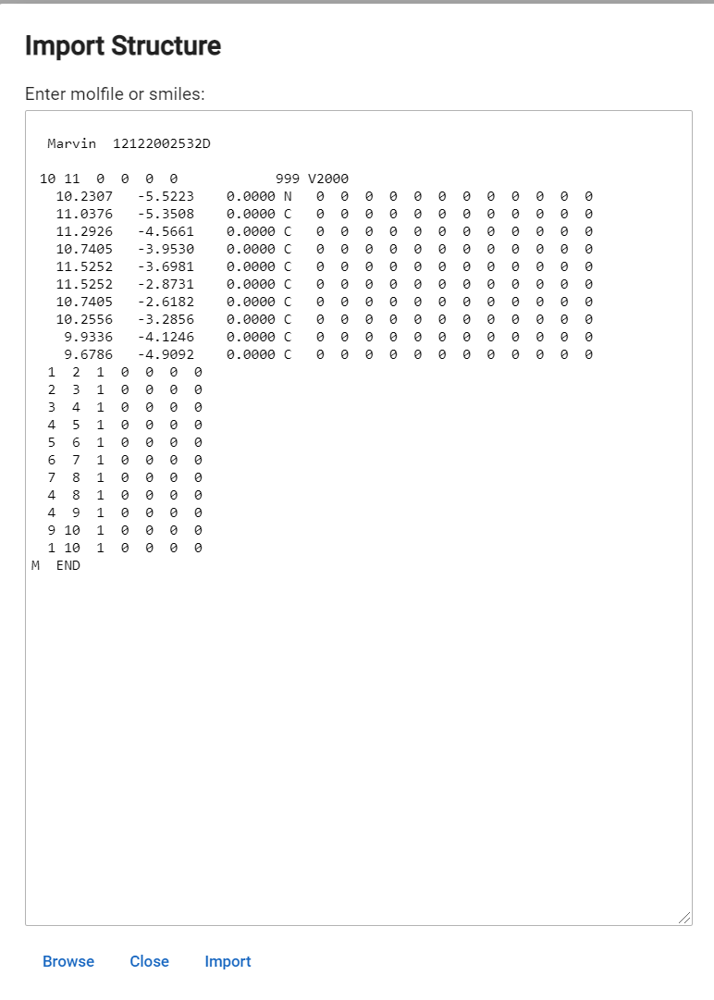 Import Structure
Enter molfile or smiles:
Marvin  12122002532D
10 11  0  0  0  0            999 V2000
10.2307   -5.5223    0.0000 N   0  0  0  0  0  0  0  0  0  0  0  0
11.0376   -5.3508    0.0000 C   0  0  0  0  0  0  0  0  0  0  0  0
11.2926   -4.5661    0.0000 C   0  0  0  0  0  0  0  0  0  0  0  0
10.7405   -3.9530    0.0000 C   0  0  0  0  0  0  0  0  0  0  0  0
11.5252   -3.6981    0.0000 C   0  0  0  0  0  0  0  0  0  0  0  0
11.5252   -2.8731    0.0000 C   0  0  0  0  0  0  0  0  0  0  0  0
10.7405   -2.6182    0.0000 C   0  0  0  0  0  0  0  0  0  0  0  0
10.2556   -3.2856    0.0000 C   0  0  0  0  0  0  0  0  0  0  0  0
9.9336   -4.1246    0.0000 C   0  0  0  0  0  0  0  0  0  0  0  0
9.6786   -4.9092    0.0000 C   0  0  0  0  0  0  0  0  0  0  0  0
1  2  1  0  0  0  0
2  3  1  0  0  0  0
3  4  1  0  0  0  0
4  5  1  0  0  0  0
5  6  1  0  0  0  0
6  7  1  0  0  0  0
7  8  1  0  0  0  0
4  8  1  0  0  0  0
4  9  1  0  0  0  0
9 10  1  0  0  0  0
1 10  1  0  0  0  0
M  END
Browse Close Import